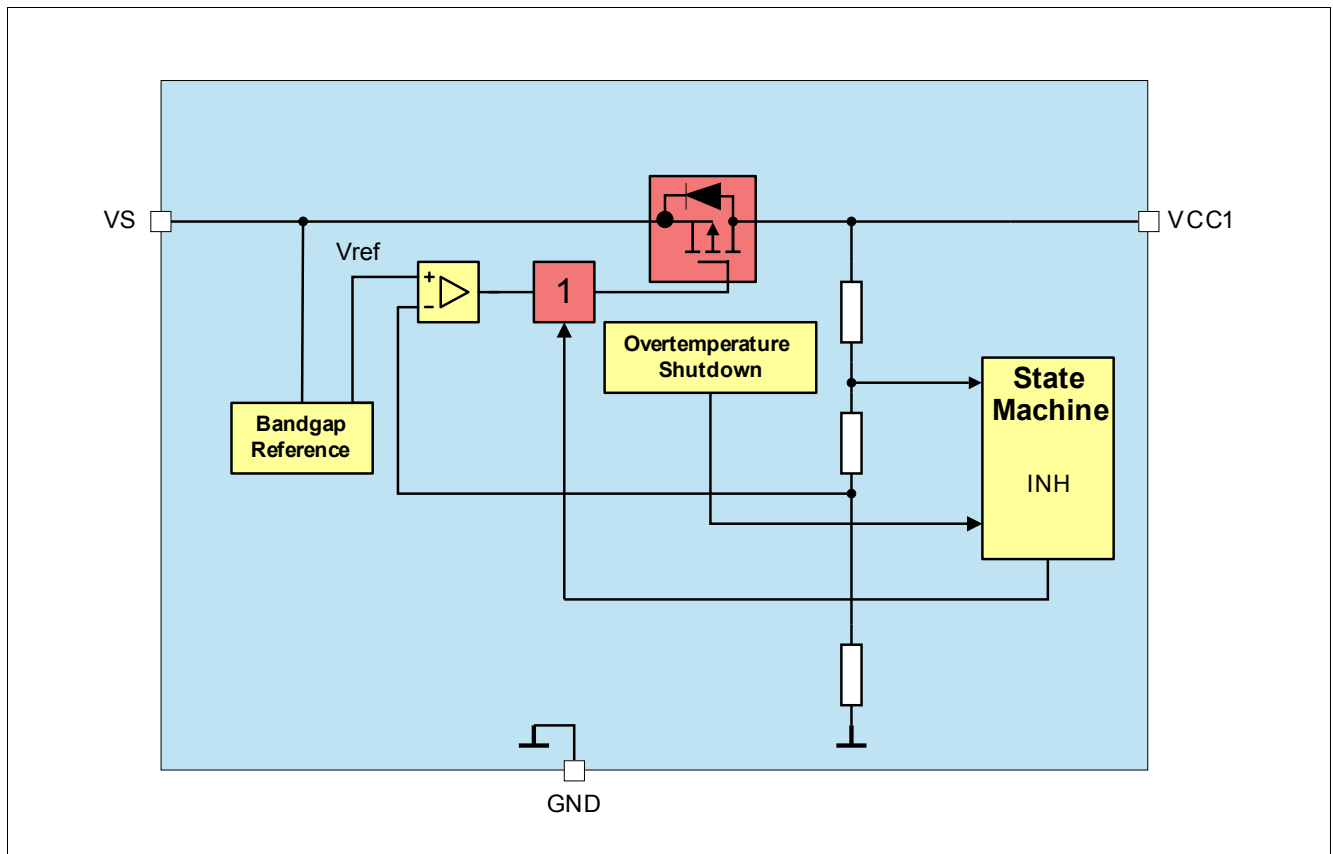 VS
VCC1
Vref
+
−
1
Overtemperature
Shutdown
State
Machine
INH
Bandgap
Reference
GND